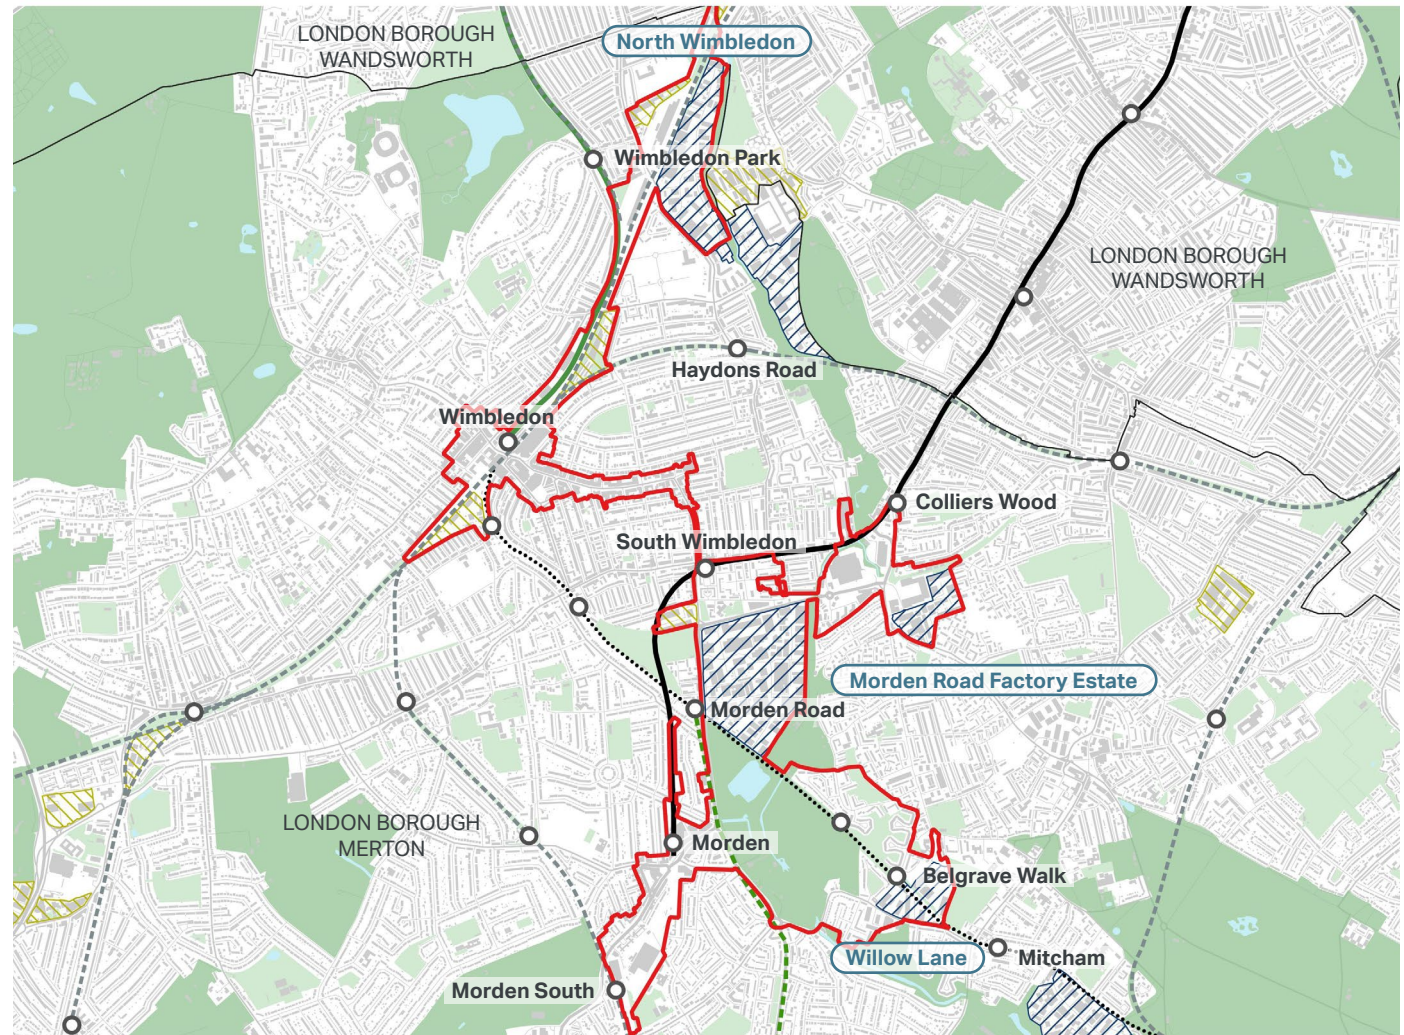 LONDON BOROUGH
WANDSWORTH
North Wimbledon
Wimbledon Park
LONDON BOROUGH
WANDSWORTH
Haydons Road
Wimbledon
Colliers Wood
South Wimbledon
Morden Road Factory Estate
Morden Road
LONDON BOROUGH
MERTON
Morden
Belgrave Walk
Willow Lane
Mitcham
Morden South